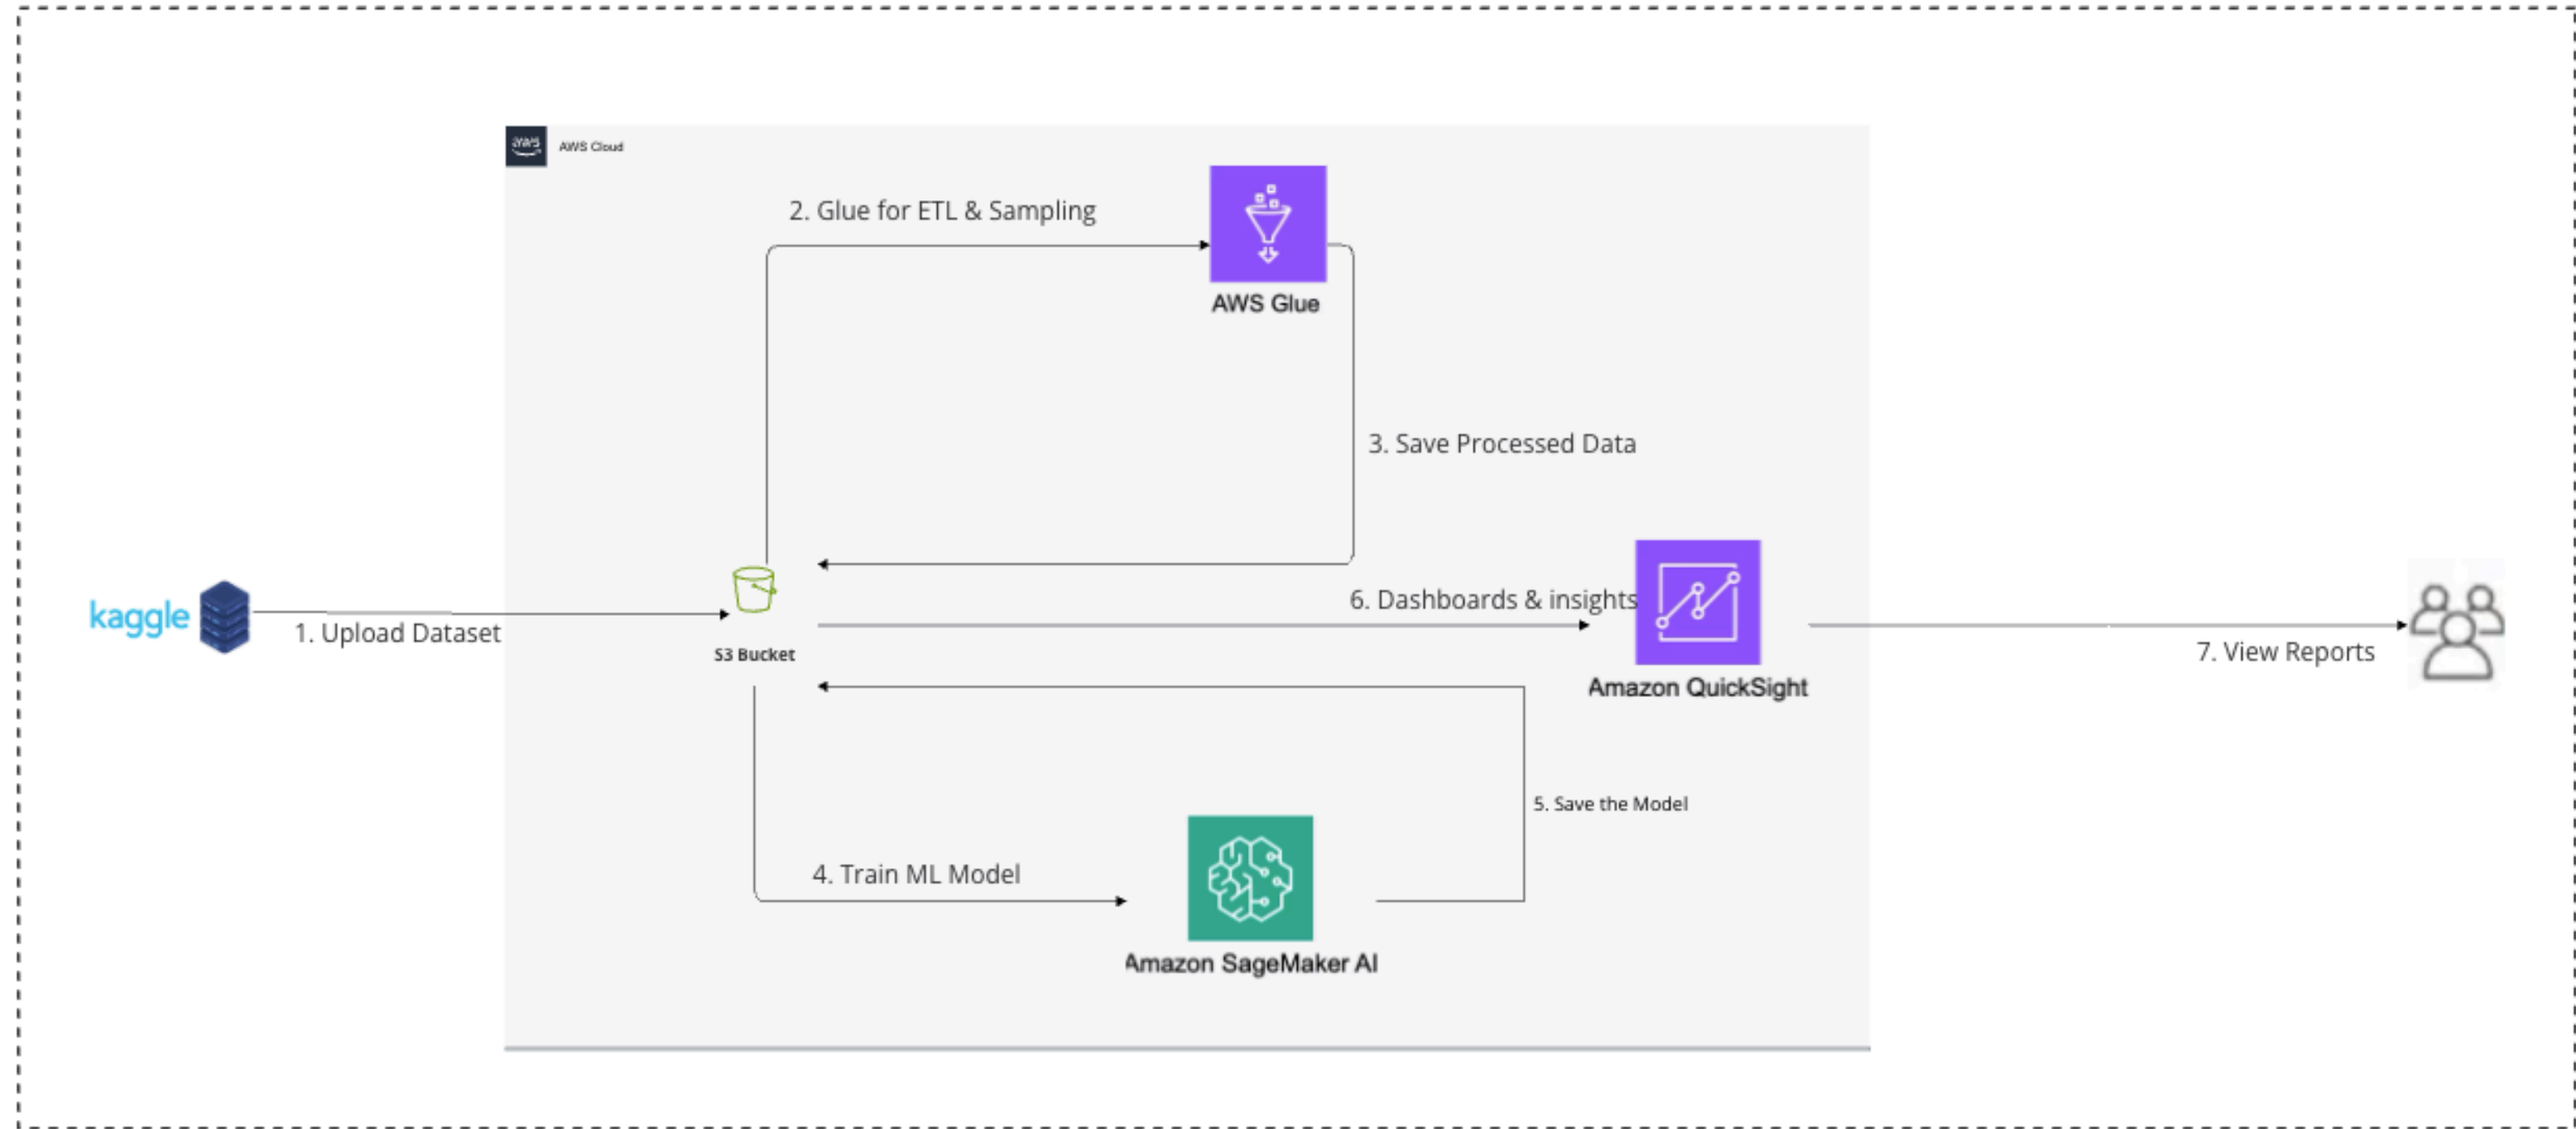 aws
AWS Cloud
2. Glue for ETL & Sampling
AWS Glue
3. Save Processed Data
kaggle
1. Upload Dataset
S3 Bucket
6. Dashboards & insights
Amazon QuickSight
7. View Reports
5. Save the Model
4. Train ML Model
Amazon SageMaker AI